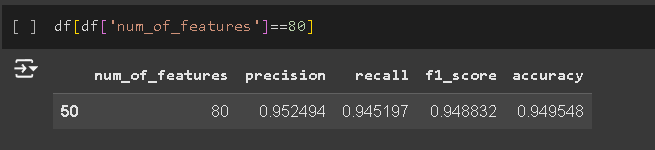 [ ] df[df['num_of_features']==80]
num_of_features precision recall f1_score accuracy
50 80 0.952494 0.945197 0.948832 0.949548